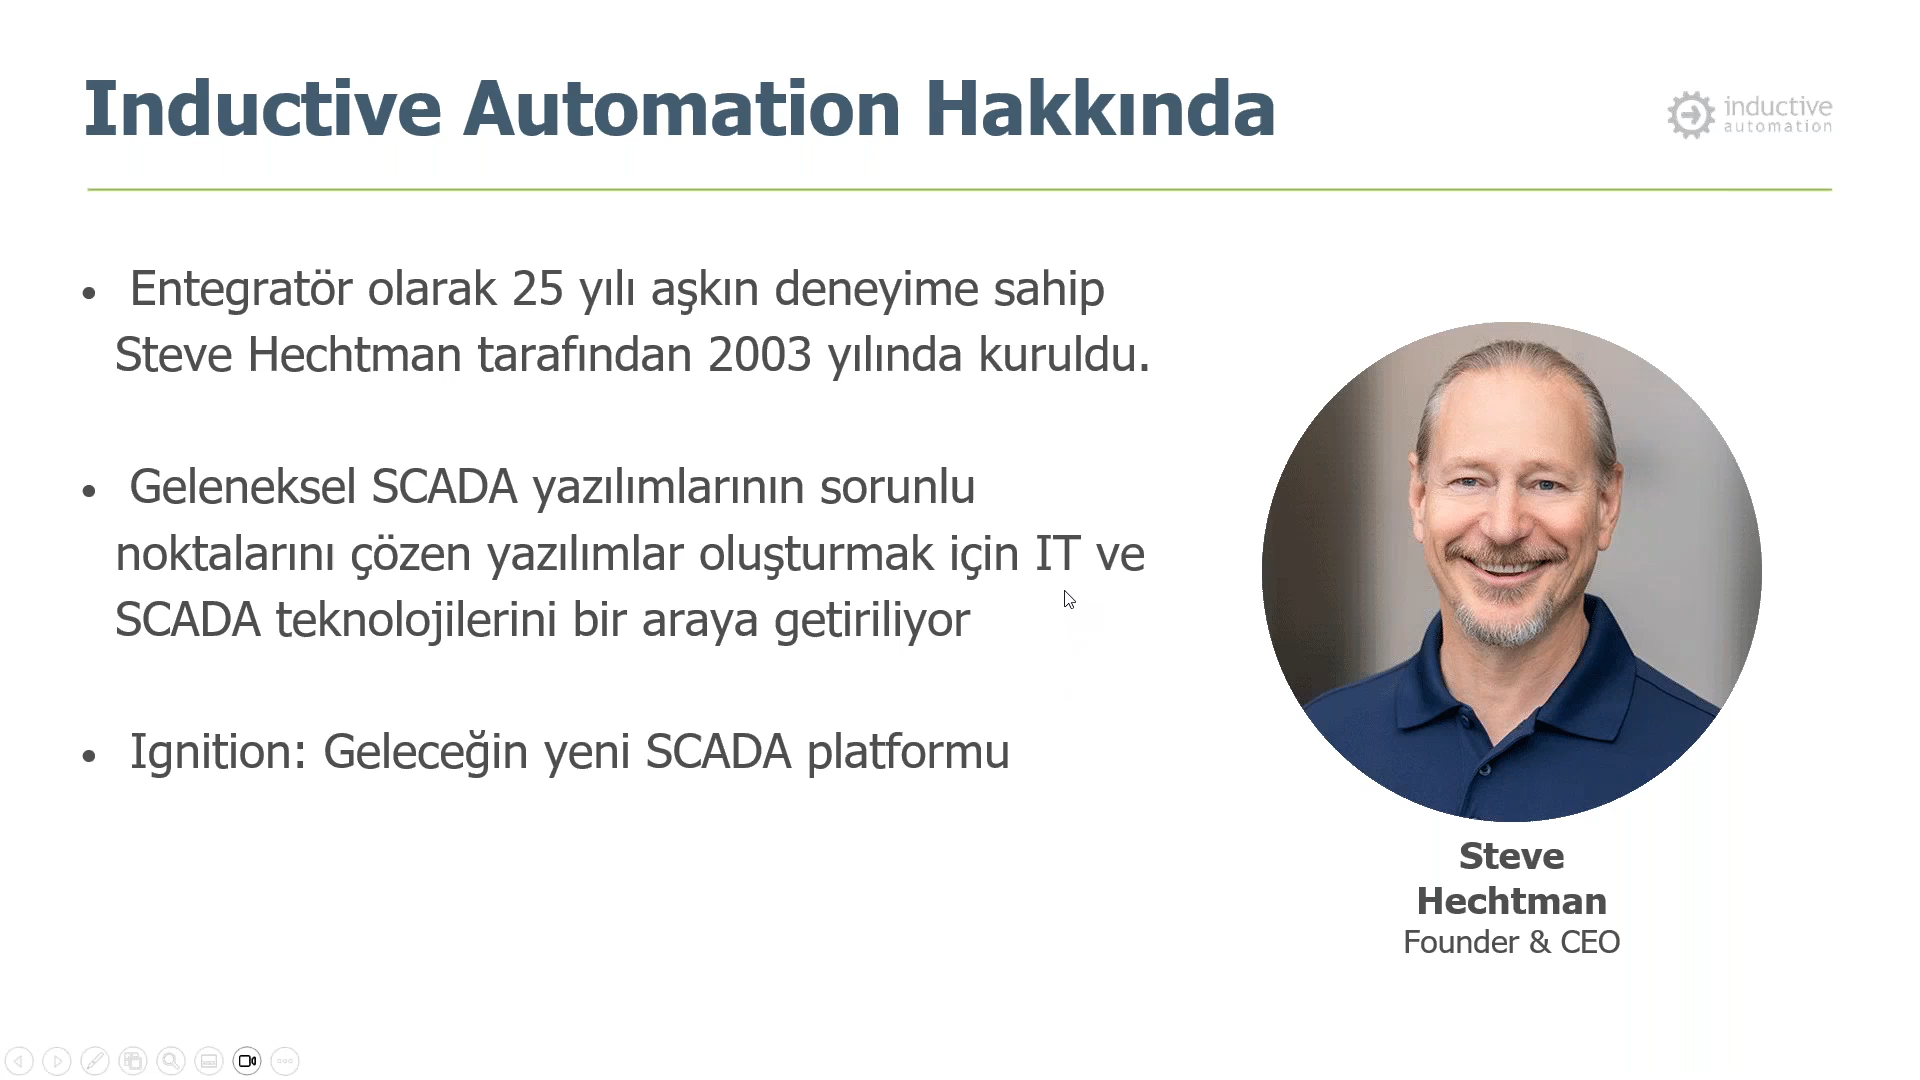 Inductive Automation Hakkında
inductive
automation
• Entegratör olarak 25 yılı aşkın deneyime sahip
Steve Hechtman tarafından 2003 yılında kuruldu.
• Geleneksel SCADA yazılımlarının sorunlu
noktalarını çözen yazılımlar oluşturmak için IT ve
SCADA teknolojilerini bir araya getiriliyor
• Ignition: Geleceğin yeni SCADA platformu
Steve
Hechtman
Founder & CEO